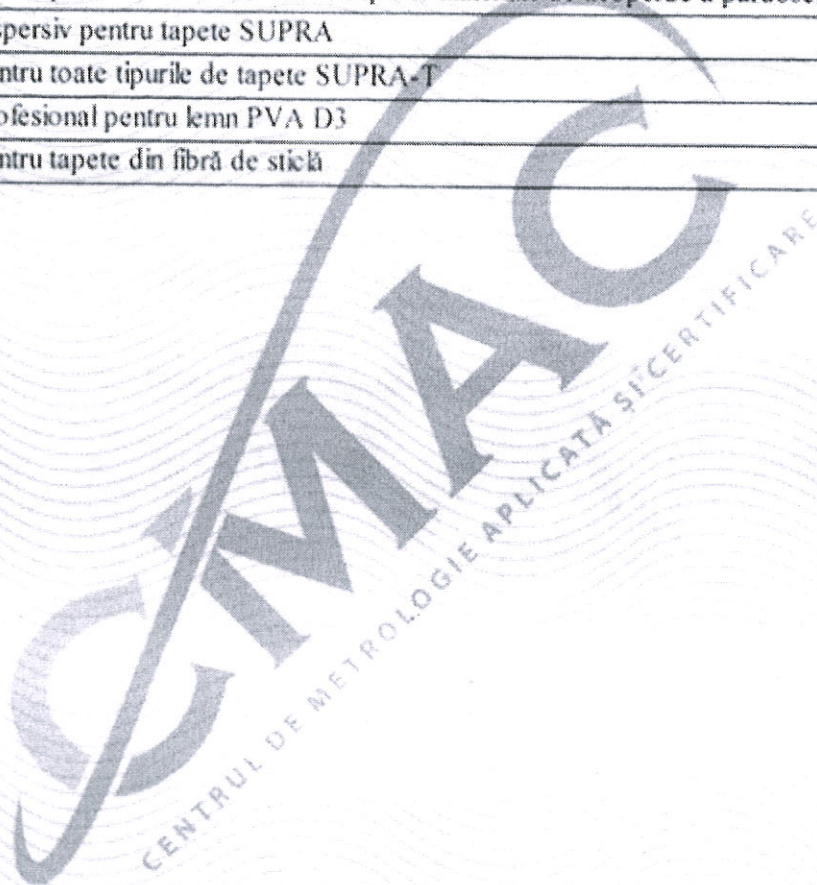 spersiv pentru tapete SUPRA
ntru toate tipurile de tapete SUPRA-T
ofesional pentru lemn PVA D3
ntru tapete din fibră de sticlă
CMAC
CENTRUL DE METROLOGIE APLICATĂ ȘI CERTIFICARE